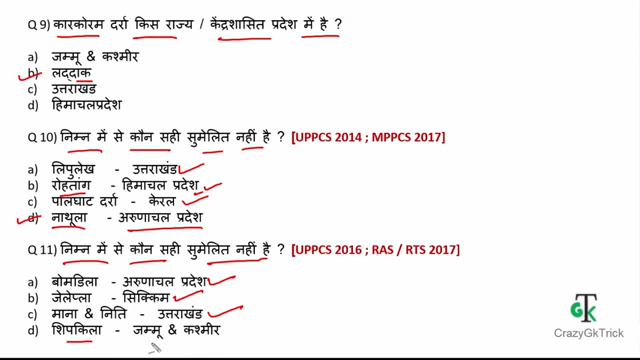 Q 9) कारकोरम दर्रा किस राज्य / केंद्रशासित प्रदेश में है ?
a) जम्मू & कश्मीर
b) लद्दाक
c) उत्तराखंड
d) हिमाचलप्रदेश
Q 10) निम्न में से कौन सही सुमेलित नहीं है ? [UPPCS 2014 ; MPPCS 2017]
a) लिपुलेख - उत्तराखंड
b) रोहतांग - हिमाचल प्रदेश
c) पालघाट दर्रा - केरल
d) नाथूला - अरुणाचल प्रदेश
Q 11) निम्न में से कौन सही सुमेलित नहीं है ? [UPPCS 2016 ; RAS / RTS 2017]
a) बोमडिला - अरुणाचल प्रदेश
b) जेलेप्ला - सिक्किम
c) माना & निति - उत्तराखंड
d) शिपकिला - जम्मू & कश्मीर
GTK
CrazyGkTrick